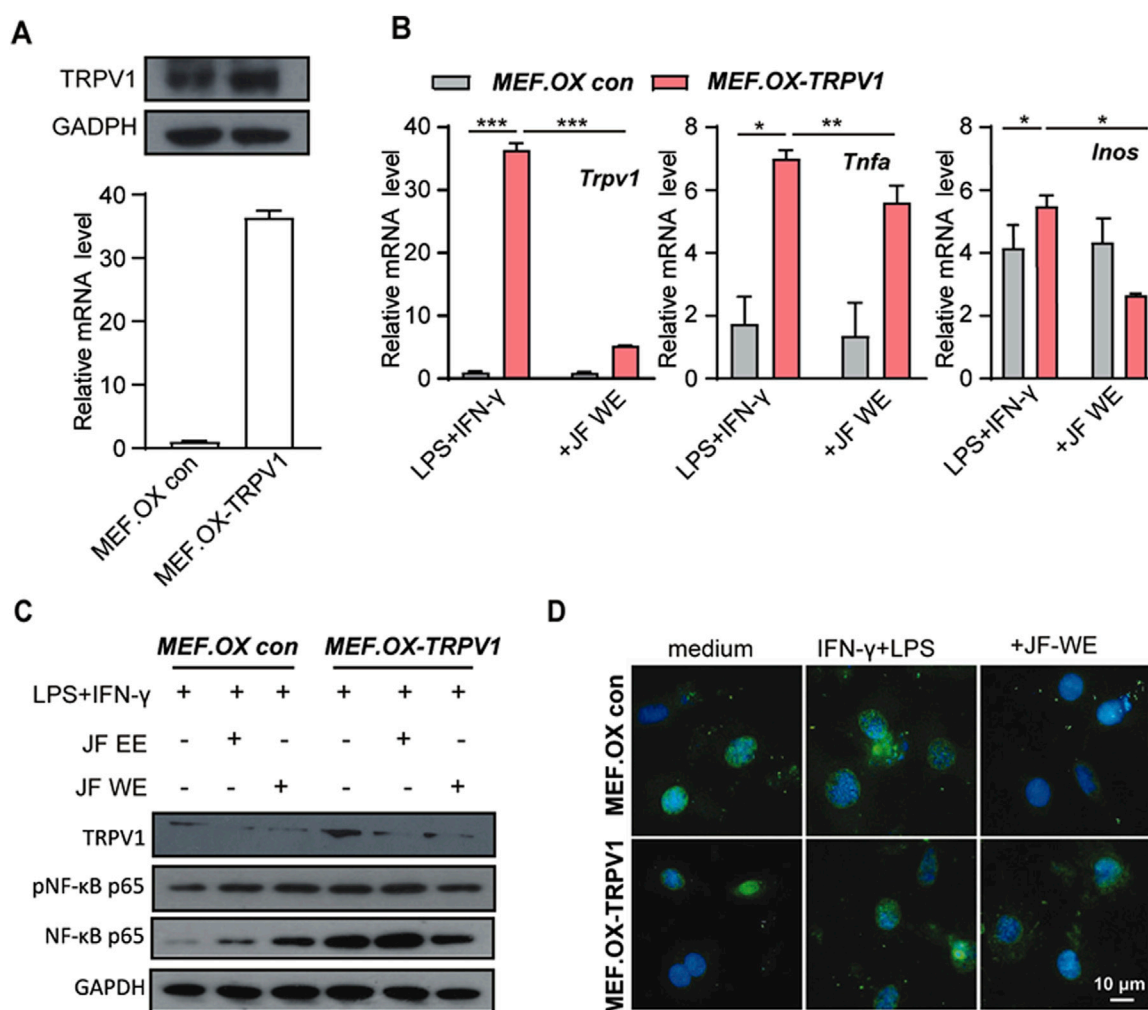 A
TRPV1
GADPH
Relative mRNA level
40
30
20
10
0
MEF.OX con
MEF.OX-TRPV1
B
MEF.OX con
MEF.OX-TRPV1
Relative mRNA level
40
30
20
10
0
***
***
Trpv1
LPS+IFN-γ
+JF WE
Relative mRNA level
8
6
4
2
0
*
**
Tnfa
LPS+IFN-γ
+JF WE
Relative mRNA level
8
6
4
2
0
*
*
Inos
LPS+IFN-γ
+JF WE
C
MEF.OX con
MEF.OX-TRPV1
LPS+IFN-γ + + + + + +
JF EE - + - - + -
JF WE - - + - - +
TRPV1
pNF-κB p65
NF-κB p65
GAPDH
D
medium
IFN-γ+LPS
+JF-WE
MEF.OX con
MEF.OX-TRPV1
10 μm